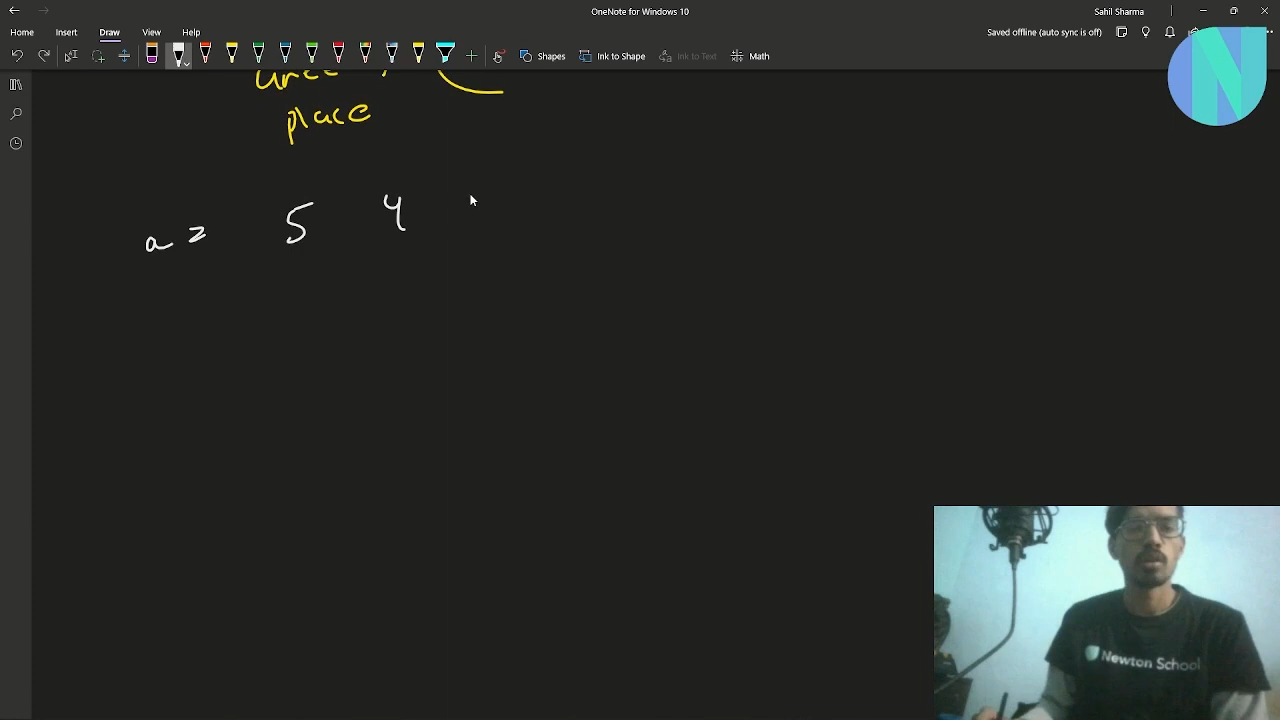 OneNote for Windows 10
Sahil Sharma
Home Insert Draw View Help
Saved offline (auto sync is off)
Shapes Ink to Shape Ink to Text Math
place
a = 5 4
Newton School